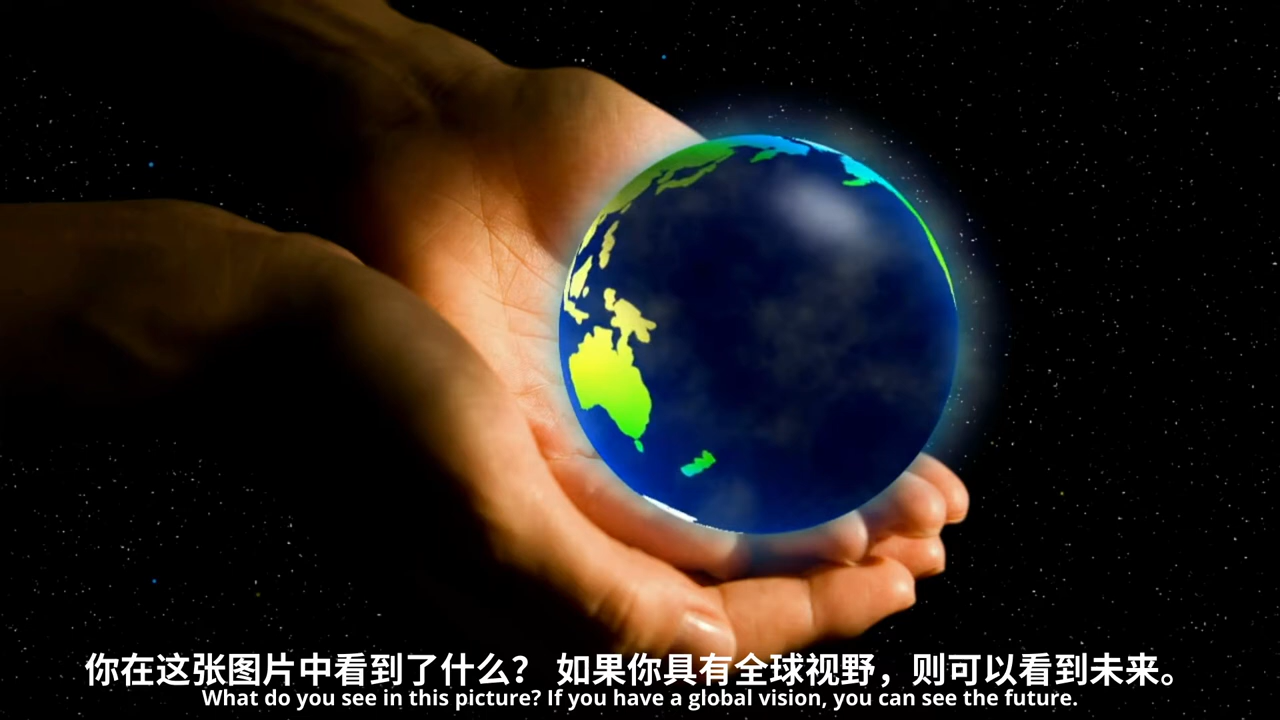 你在这张图片中看到了什么？ 如果你具有全球视野，则可以看到未来。
What do you see in this picture? If you have a global vision, you can see the future.